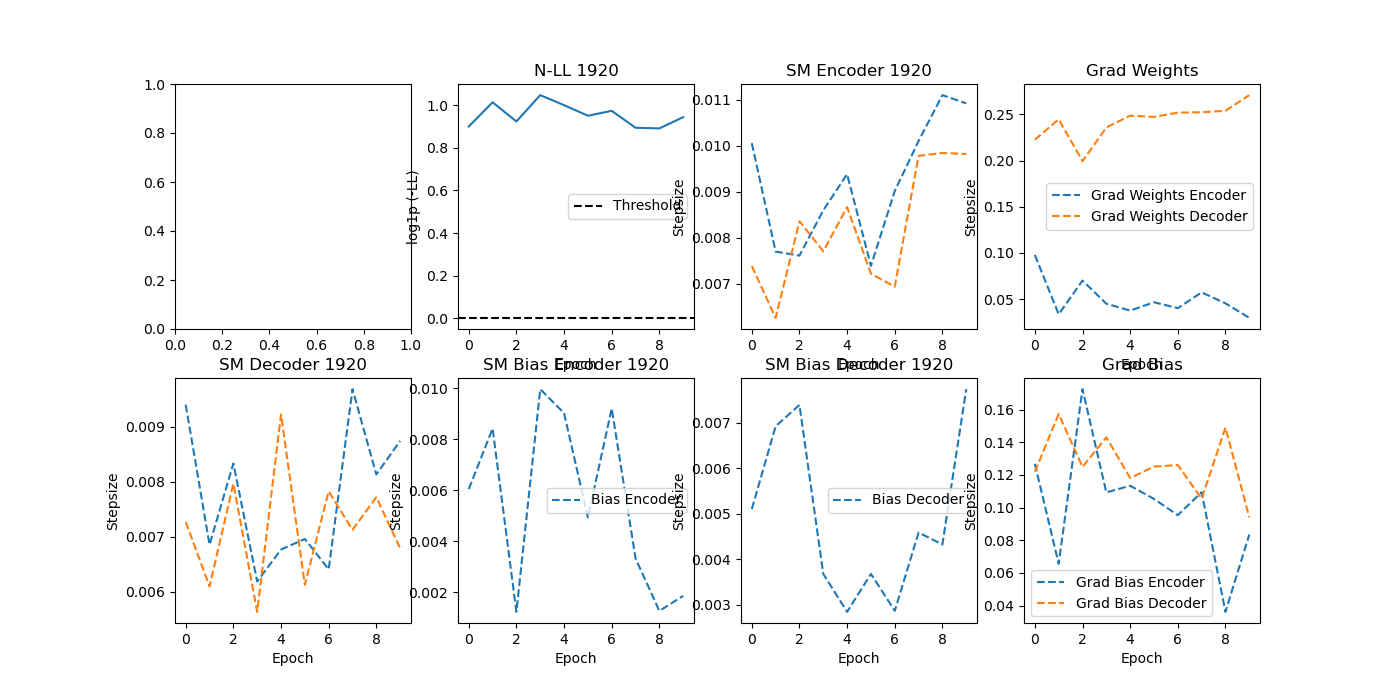 N-LL 1920
SM Encoder 1920
Grad Weights
1.0
0.8
0.6
0.4
0.2
0.0
0.0 0.2 0.4 0.6 0.8 1.0
log1p (-LL)
1.0
0.8
0.6
0.4
0.2
0.0
Threshold
0 2 4 6 8
Epoch
Stepsize
0.011
0.010
0.009
0.008
0.007
0 2 4 6 8
Epoch
Stepsize
0.25
0.20
0.15
0.10
0.05
Grad Weights Encoder
Grad Weights Decoder
0 2 4 6 8
Epoch
SM Decoder 1920
SM Bias Encoder 1920
SM Bias Decoder 1920
Grad Bias
Stepsize
0.009
0.008
0.007
0.006
0 2 4 6 8
Epoch
Stepsize
0.010
0.008
0.006
0.004
0.002
Bias Encoder
0 2 4 6 8
Epoch
Stepsize
0.007
0.006
0.005
0.004
0.003
Bias Decoder
0 2 4 6 8
Epoch
Stepsize
0.16
0.14
0.12
0.10
0.08
0.06
0.04
Grad Bias Encoder
Grad Bias Decoder
0 2 4 6 8
Epoch